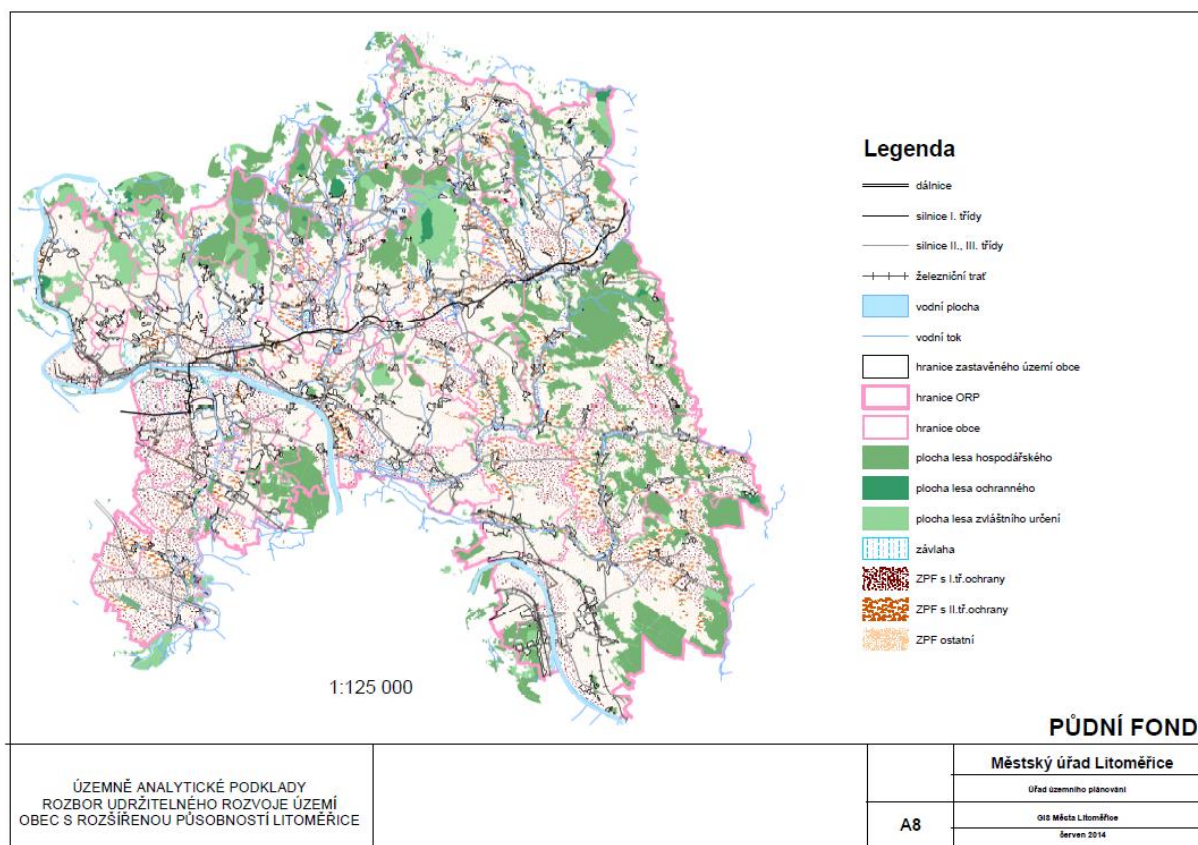 Legenda
dálnice
silnice I. třídy
silnice II., III. třídy
železniční trať
vodní plocha
vodní tok
hranice zastavěného území obce
hranice ORP
hranice obce
plocha lesa hospodářského
plocha lesa ochranného
plocha lesa zvláštního určení
závlaha
ZPF s I.tř.ochrany
ZPF s II.tř.ochrany
ZPF ostatní
1:125 000
PŮDNÍ FOND
ÚZEMNĚ ANALYTICKÉ PODKLADY
ROZBOR UDRŽITELNÉHO ROZVOJE ÚZEMÍ
OBEC S ROZŠÍŘENOU PŮSOBNOSTÍ LITOMĚŘICE
Městský úřad Litoměřice
Úřad územního plánování
A8
GIS Města Litoměřice
červen 2014